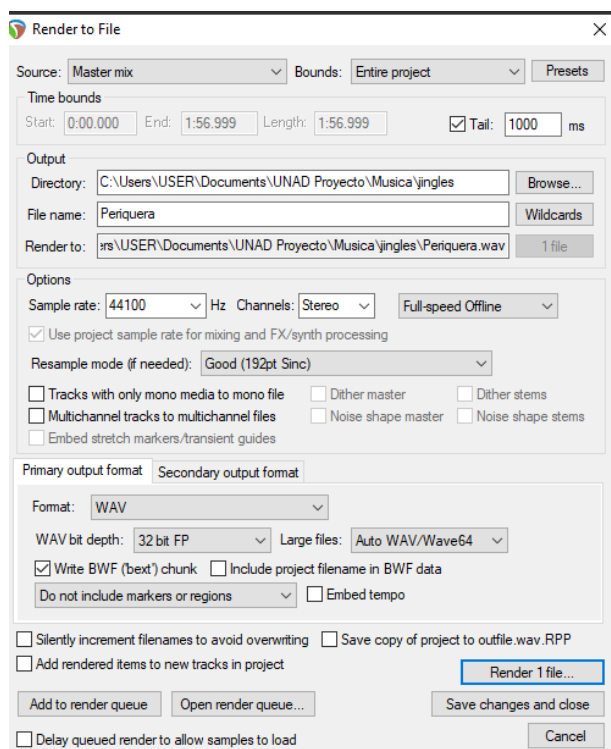 Render to File
Source: Master mix Bounds: Entire project Presets
Time bounds
Start: 0:00.000 End: 1:56.999 Length: 1:56.999 Tail: 1000 ms
Output
Directory: C:\Users\USER\Documents\UNAD Proyecto\Musica\jingles Browse...
File name: Periquera Wildcards
Render to: ers\USER\Documents\UNAD Proyecto\Musica\jingles\Periquera.wav 1 file
Options
Sample rate: 44100 Hz Channels: Stereo Full-speed Offline
Use project sample rate for mixing and FX/synth processing
Resample mode (if needed): Good (192pt Sinc)
Tracks with only mono media to mono file Dither master Dither stems
Multichannel tracks to multichannel files Noise shape master Noise shape stems
Embed stretch markers/transient guides
Primary output format Secondary output format
Format: WAV
WAV bit depth: 32 bit FP Large files: Auto WAV/Wave64
Write BWF ('bext') chunk Include project filename in BWF data
Do not include markers or regions Embed tempo
Silently increment filenames to avoid overwriting Save copy of project to outfile.wav.RPP
Add rendered items to new tracks in project Render 1 file...
Add to render queue Open render queue... Save changes and close
Delay queued render to allow samples to load Cancel